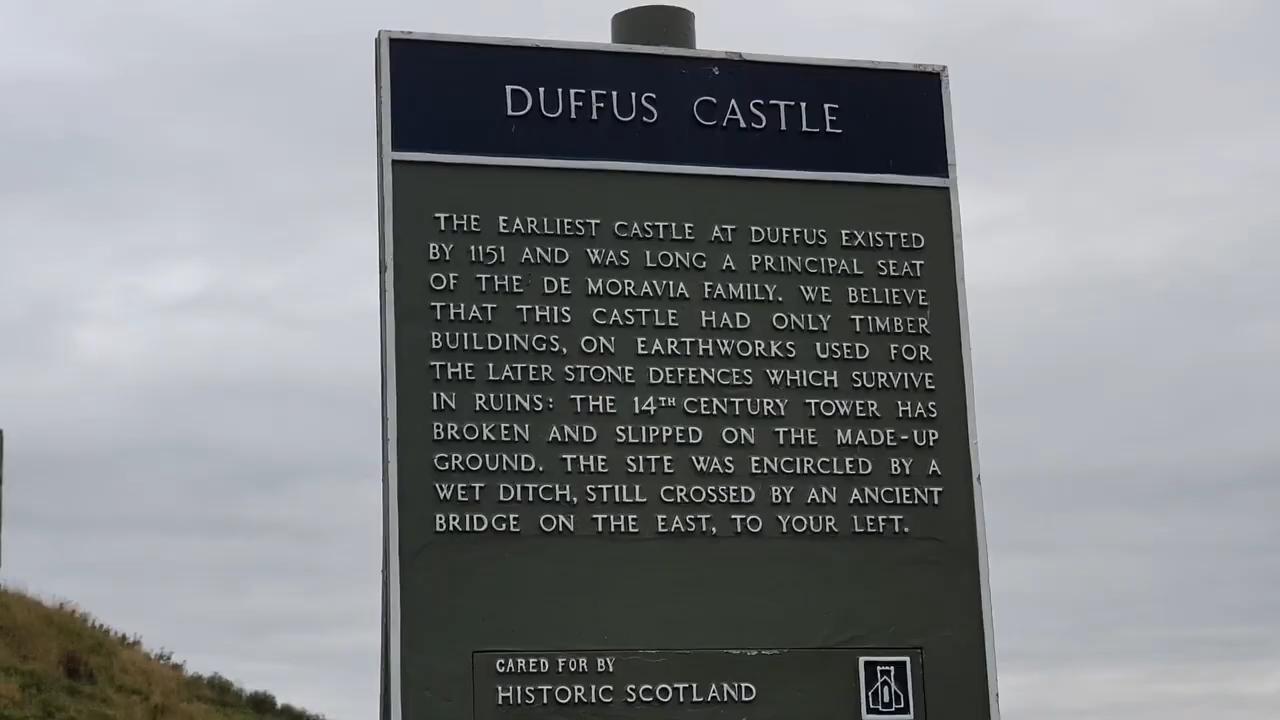 DUFFUS CASTLE
THE EARLIEST CASTLE AT DUFFUS EXISTED
BY 1151 AND WAS LONG A PRINCIPAL SEAT
OF THE DE MORAVIA FAMILY. WE BELIEVE
THAT THIS CASTLE HAD ONLY TIMBER
BUILDINGS, ON EARTHWORKS USED FOR
THE LATER STONE DEFENCES WHICH SURVIVE
IN RUINS: THE 14TH CENTURY TOWER HAS
BROKEN AND SLIPPED ON THE MADE-UP
GROUND. THE SITE WAS ENCIRCLED BY A
WET DITCH, STILL CROSSED BY AN ANCIENT
BRIDGE ON THE EAST, TO YOUR LEFT.
CARED FOR BY
HISTORIC SCOTLAND